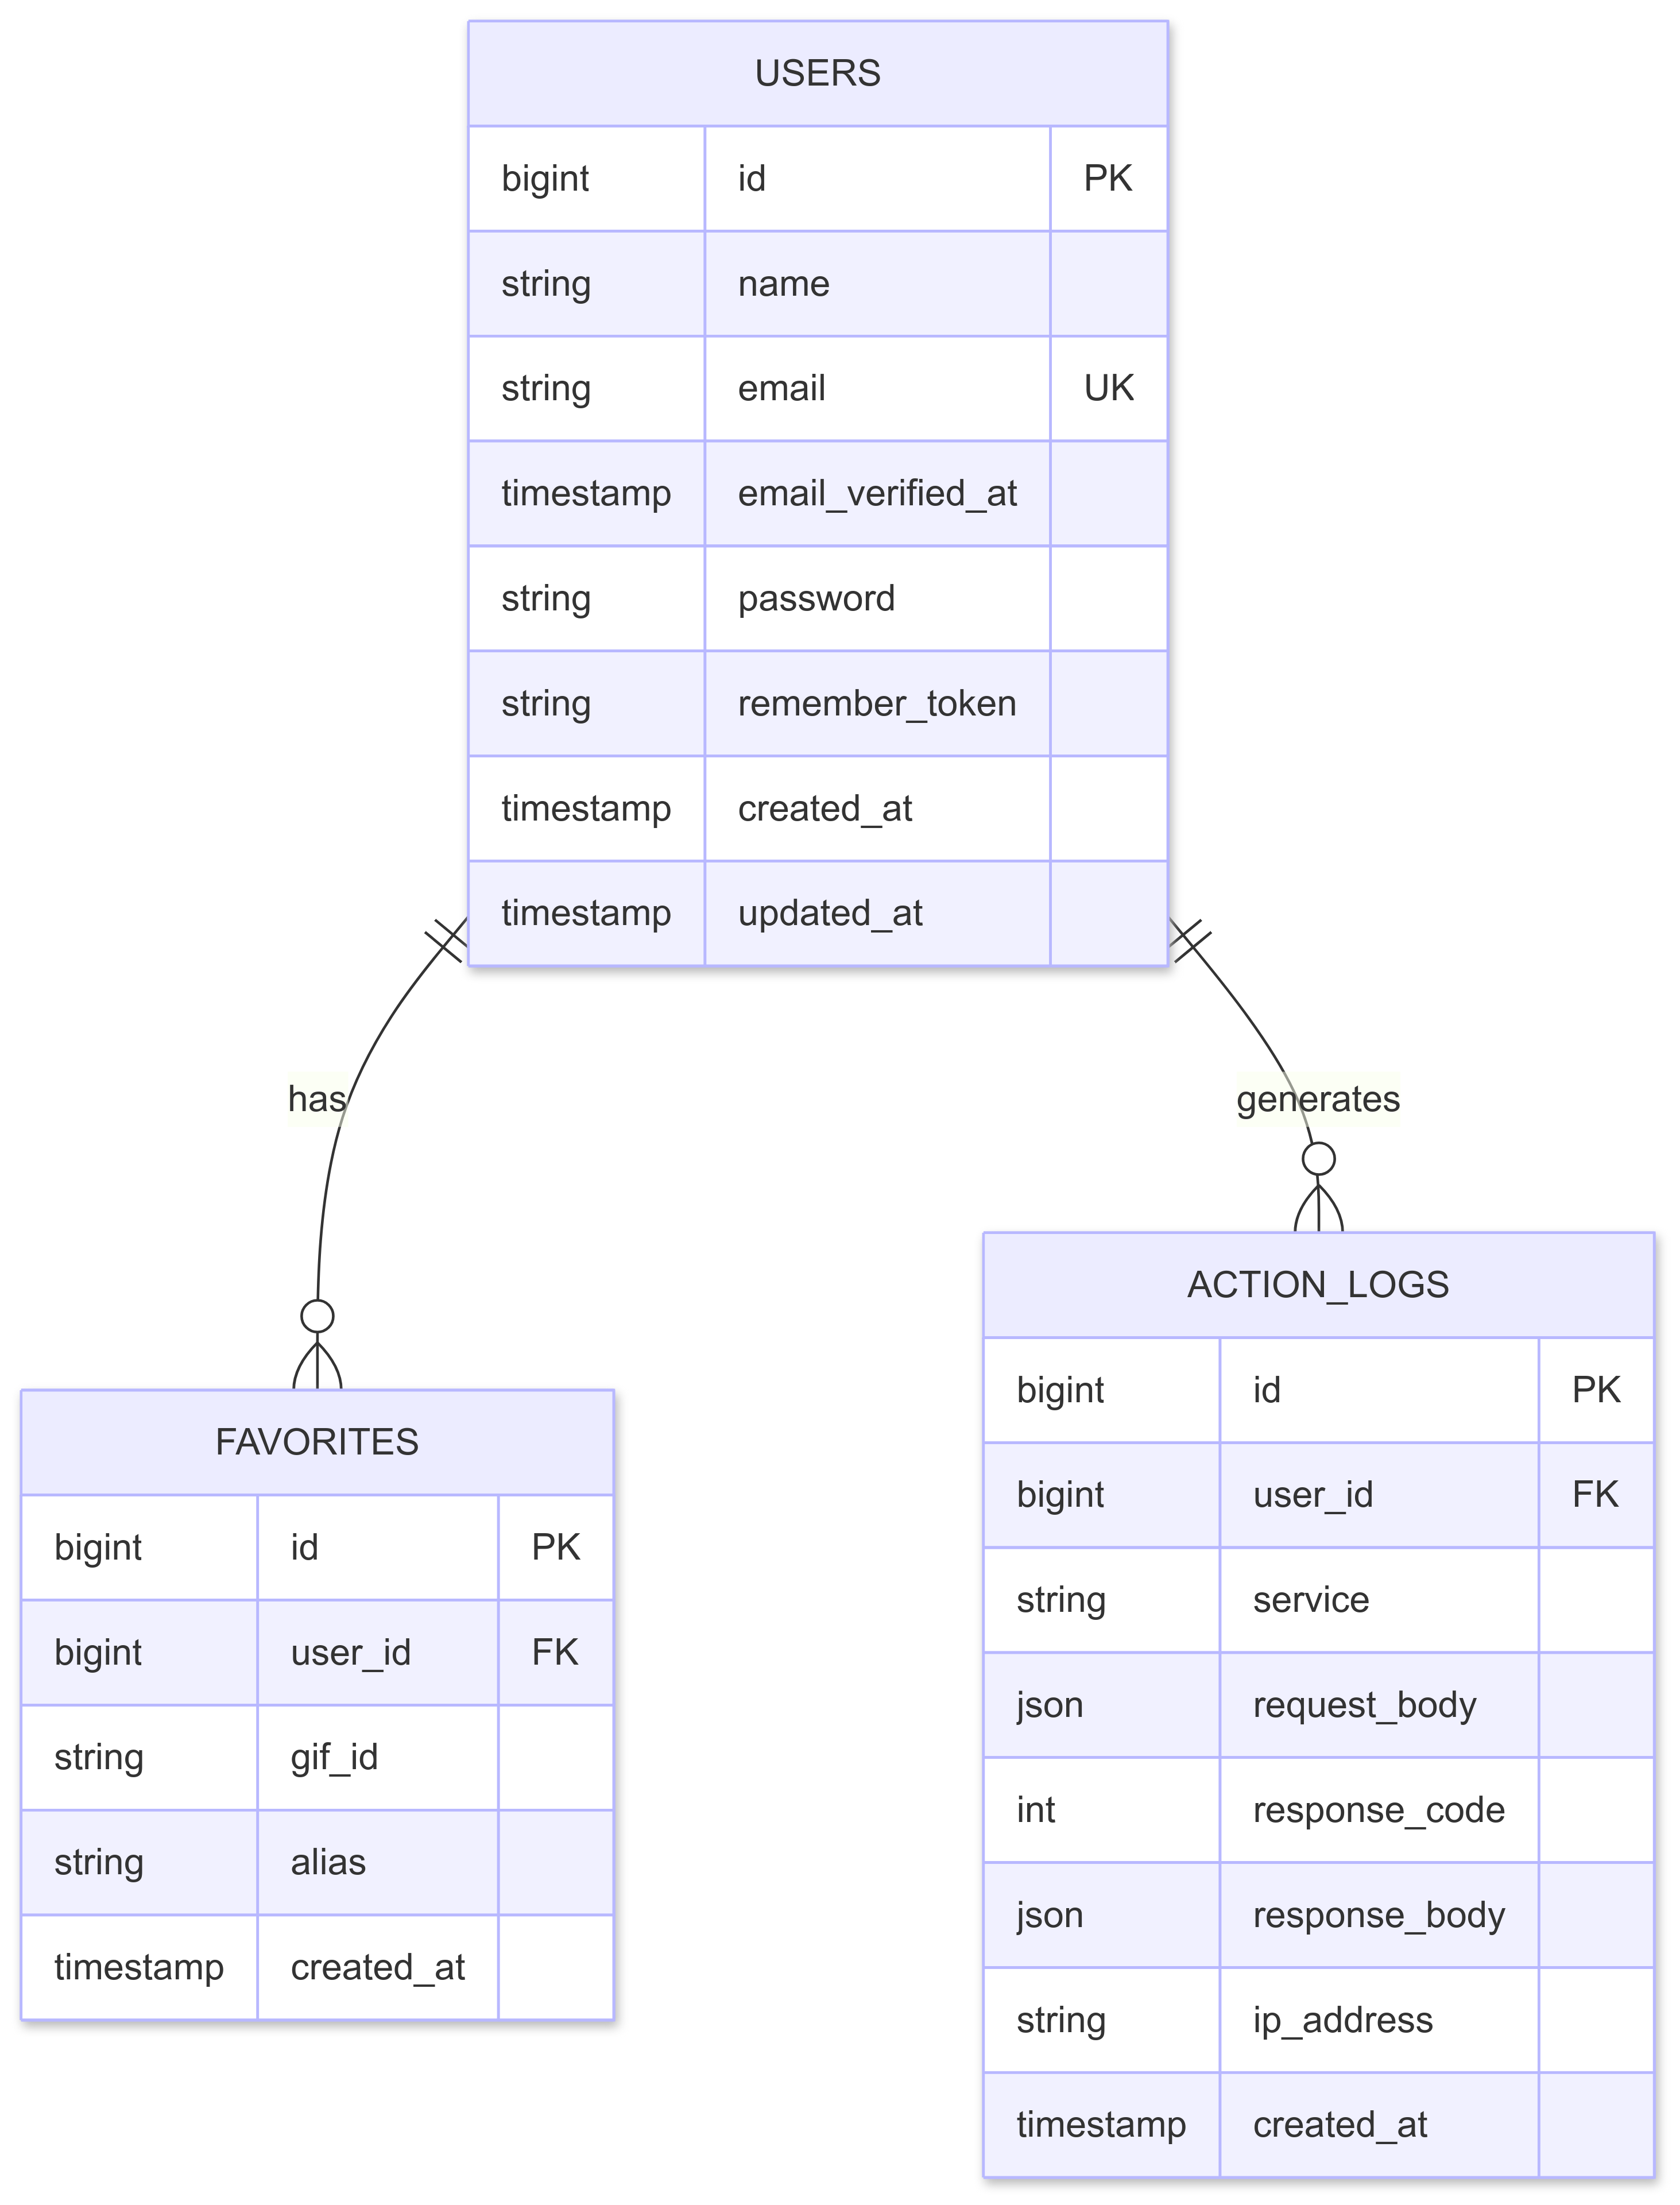 USERS
bigint id PK
string name
string email UK
timestamp email_verified_at
string password
string remember_token
timestamp created_at
timestamp updated_at
has
generates
FAVORITES
bigint id PK
bigint user_id FK
string gif_id
string alias
timestamp created_at
ACTION_LOGS
bigint id PK
bigint user_id FK
string service
json request_body
int response_code
json response_body
string ip_address
timestamp created_at